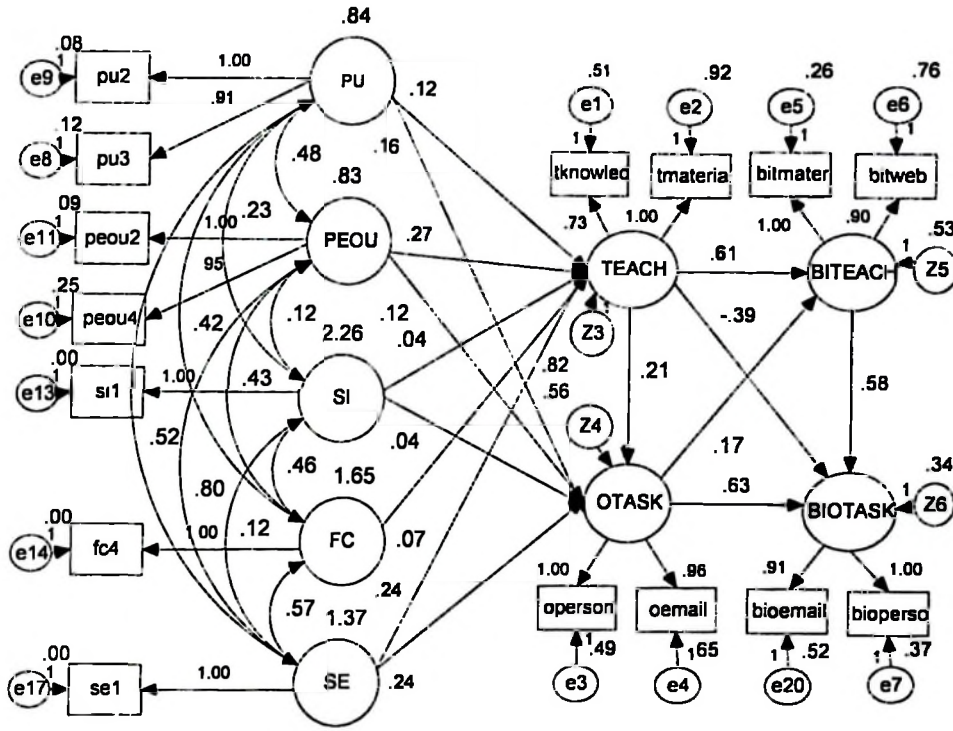 .84
.08
1
e9
pu2
1.00
PU
.12
.91
.16
.12
1
e8
pu3
.48
.83
.09
1
e11
peou2
1.00
.23
PEOU
.27
.95
.25
1
e10
peou4
.42
.12
.12
2.26
.04
.00
1
e13
si1
1.00
.43
SI
.52
.80
.46
.04
1.65
.00
1
e14
fc4
1.00
.12
FC
.07
.24
.57
1.37
.00
1
e17
se1
1.00
SE
.24
.51
.92
.26
.76
e1
e2
e5
e6
1
1
1
1
tknowlec
tmateria
bitmater
bitweb
.73
1.00
1.00
.90
.53
TEACH
.61
BITEACH
1
Z5
Z3
1
-.39
.82
.56
.21
.58
Z4
.17
.34
OTASK
.63
BIOTASK
1
Z6
1.00
.96
.91
1.00
operson
oemail
bioemail
bioperso
1
.49
1
.65
1
.52
1
.37
e3
e4
e20
e7